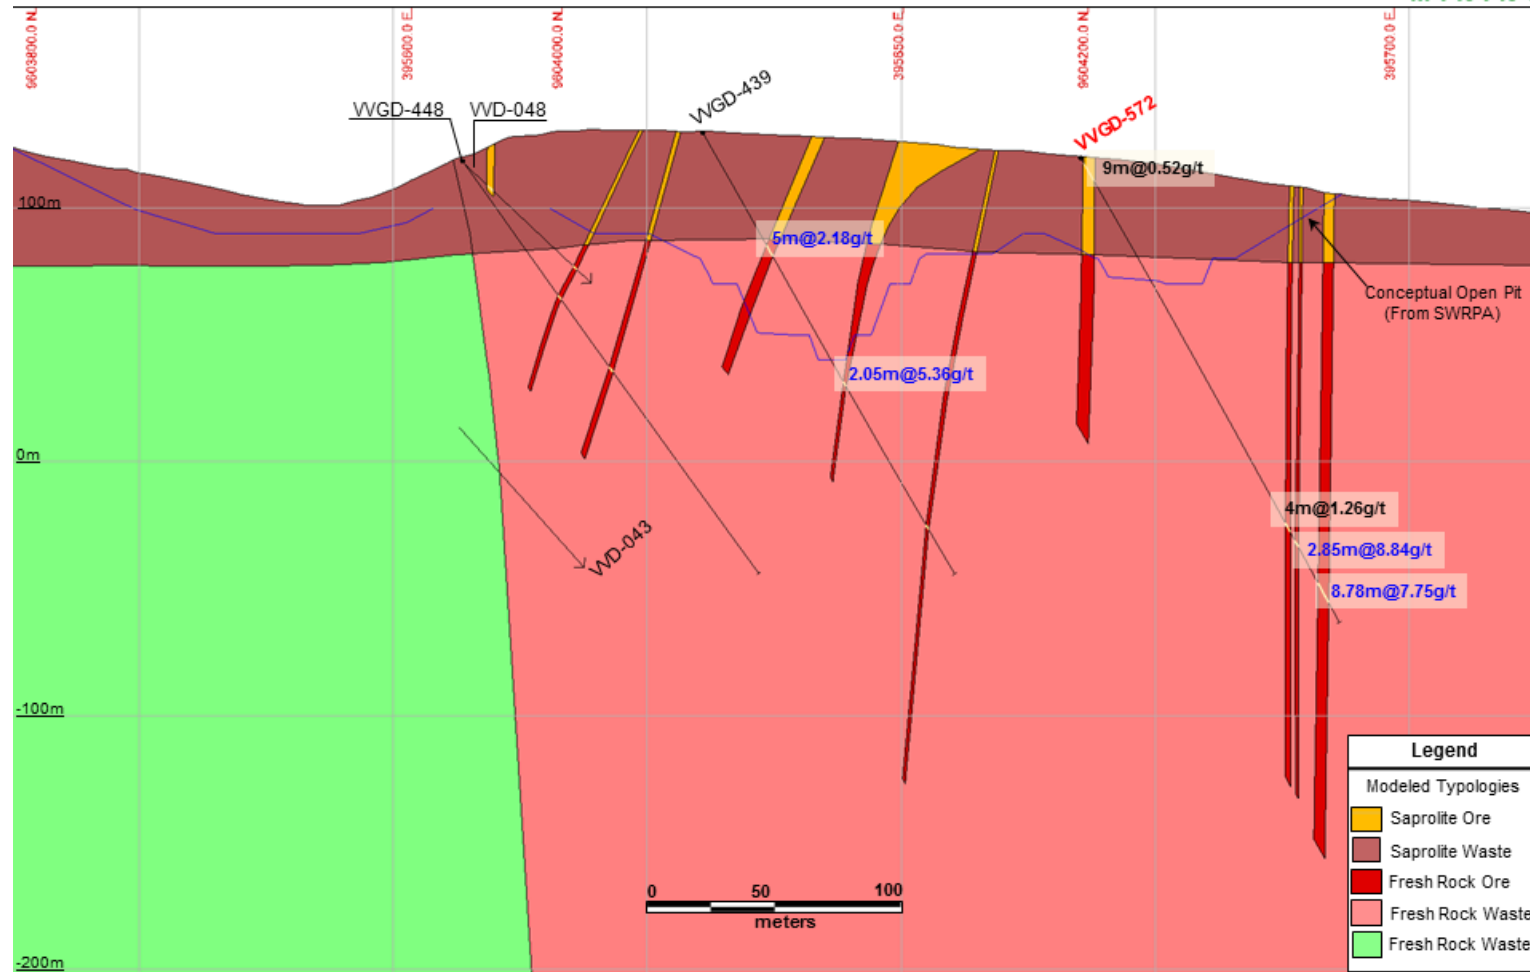 9603800.0 N
395600.0 E
9604000.0 N
395650.0 E
9604200.0 N
395700.0 E
VVGD-448
VVD-048
VVGD-439
VVGD-572
9m@0.52g/t
100m
5m@2.18g/t
Conceptual Open Pit
(From SWRPA)
2.05m@5.36g/t
0m
4m@1.26g/t
VVD-043
2.85m@8.84g/t
8.78m@7.75g/t
-100m
Legend
Modeled Typologies
Saprolite Ore
Saprolite Waste
Fresh Rock Ore
Fresh Rock Waste
Fresh Rock Waste
0 50 100
meters
-200m